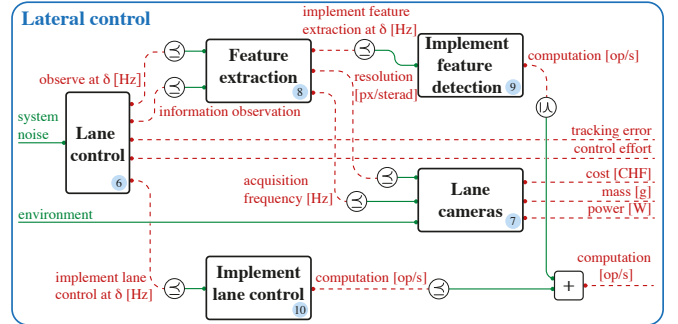 Lateral control
implement feature
extraction at δ [Hz]
Feature
extraction
8
Implement
feature
detection
9
computation [op/s]
observe at δ [Hz]
resolution
[px/sterad]
information observation
system
noise
Lane
control
6
tracking error
control effort
acquisition
frequency [Hz]
Lane
cameras
7
cost [CHF]
mass [g]
power [W]
environment
implement lane
control at δ [Hz]
Implement
lane control
10
computation [op/s]
+
computation
[op/s]